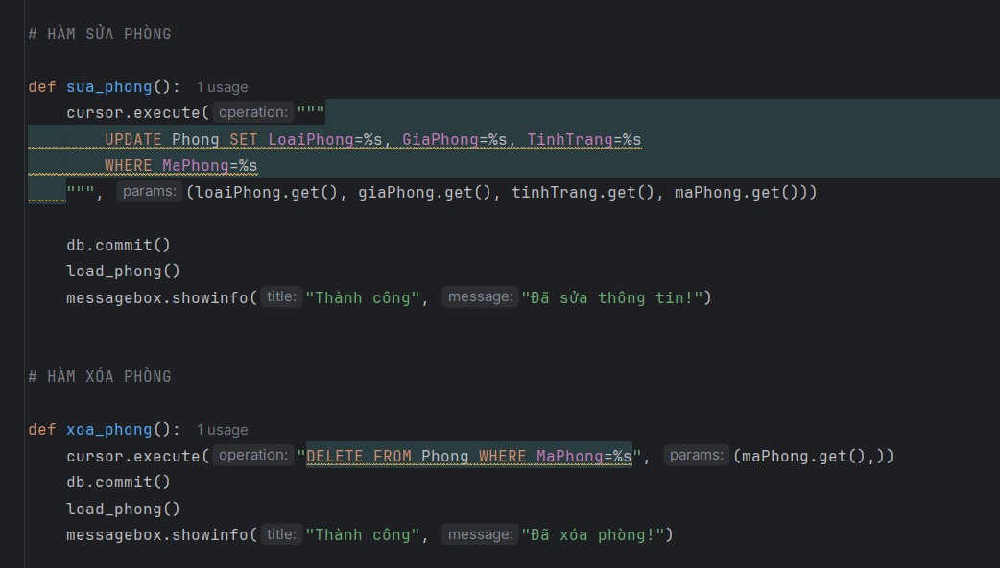 # HÀM SỬA PHÒNG
def sua_phong(): 1 usage
cursor.execute( operation: """
UPDATE Phong SET LoaiPhong=%s, GiaPhong=%s, TinhTrang=%s
WHERE MaPhong=%s
""", params: (loaiPhong.get(), giaPhong.get(), tinhTrang.get(), maPhong.get()))
db.commit()
load_phong()
messagebox.showinfo( title: "Thành công", message: "Đã sửa thông tin!")
# HÀM XÓA PHÒNG
def xoa_phong(): 1 usage
cursor.execute( operation: "DELETE FROM Phong WHERE MaPhong=%s", params: (maPhong.get(),))
db.commit()
load_phong()
messagebox.showinfo( title: "Thành công", message: "Đã xóa phòng!")